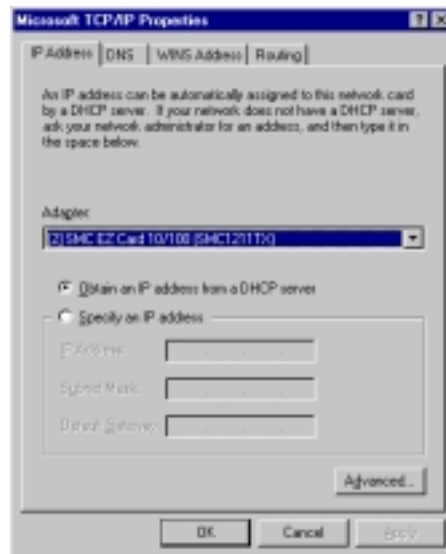 Microsoft TCP/IP Properties
IP Address DNS WINS Address Routing
An IP address can be automatically assigned to this network card
by a DHCP server. If your network does not have a DHCP server,
ask your network administrator for an address, and then type it in
the space below.
Adapter:
[2] SMC EZ Card 10/100 (SMC1211TX)
Obtain an IP address from a DHCP server
Specify an IP address
IP Address:
Subnet Mask:
Default Gateway:
Advanced...
OK Cancel Apply